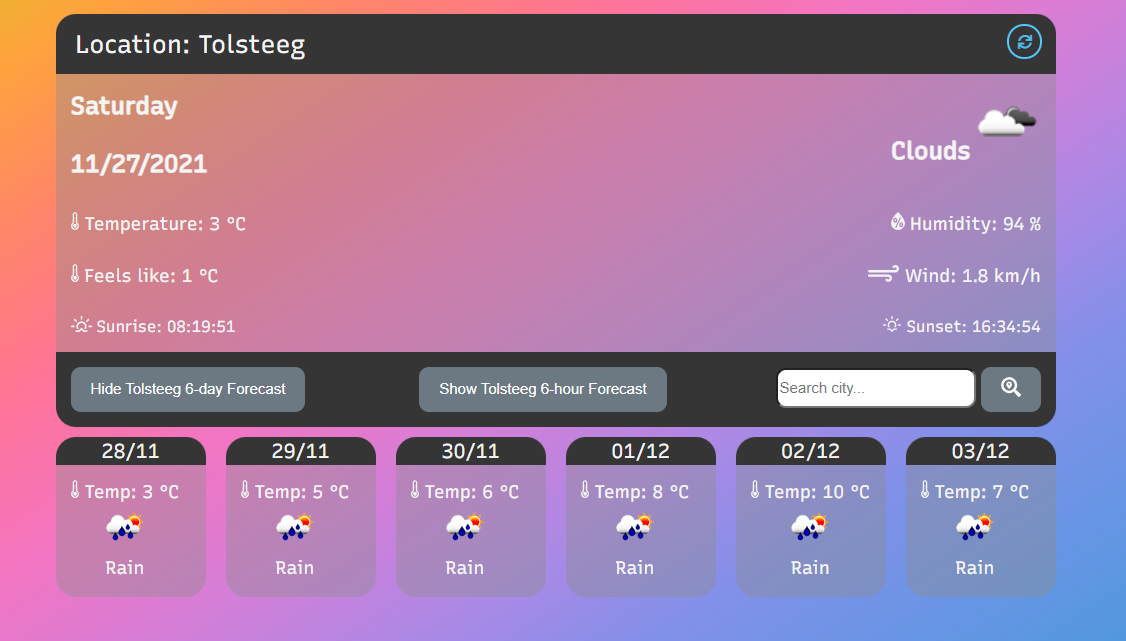 Location: Tolsteeg
Saturday
11/27/2021
Clouds
Temperature: 3 °C
Humidity: 94 %
Feels like: 1 °C
Wind: 1.8 km/h
Sunrise: 08:19:51
Sunset: 16:34:54
Hide Tolsteeg 6-day Forecast
Show Tolsteeg 6-hour Forecast
Search city...
28/11
Temp: 3 °C
Rain
29/11
Temp: 5 °C
Rain
30/11
Temp: 6 °C
Rain
01/12
Temp: 8 °C
Rain
02/12
Temp: 10 °C
Rain
03/12
Temp: 7 °C
Rain